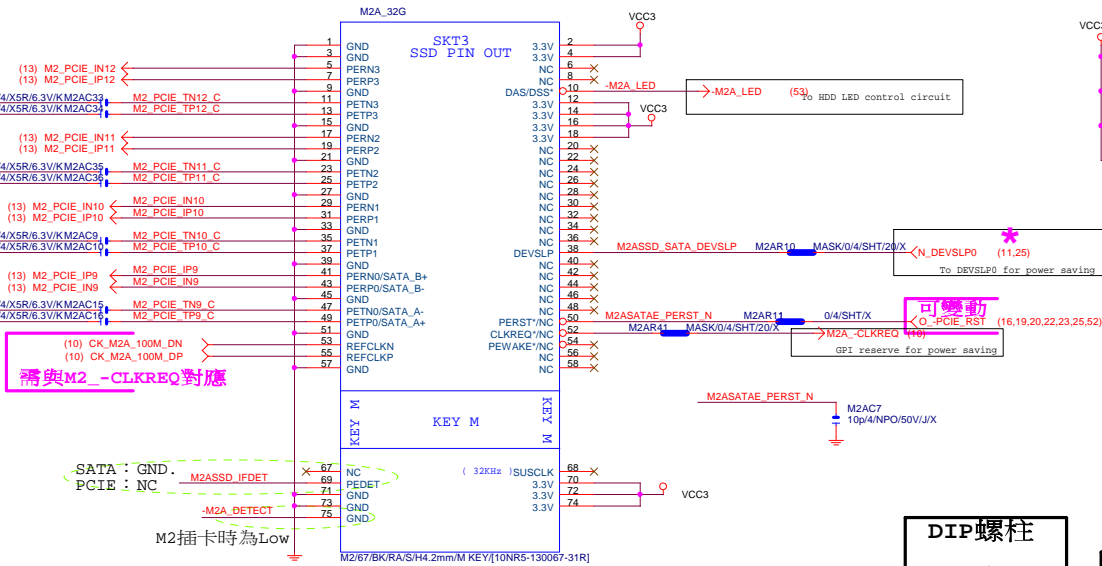 M2A_32G
SKT3
SSD PIN OUT
1 GND
3 GND
5 PERN3
7 PERP3
9 GND
11 PETN3
13 PETP3
15 GND
17 PERN2
19 PERP2
21 GND
23 PETN2
25 PETP2
27 GND
29 PERN1
31 PERP1
33 GND
35 PETN1
37 PETP1
39 GND
41 PERN0/SATA_B+
43 PERP0/SATA_B-
45 GND
47 PETN0/SATA_A-
49 PETP0/SATA_A+
51 GND
53 REFCLKN
55 REFCLKP
57 GND
3.3V 2
3.3V 4
NC 6
NC 8
DAS/DSS* 10
3.3V 12
3.3V 14
3.3V 16
3.3V 18
NC 20
NC 22
NC 24
NC 26
NC 28
NC 30
NC 32
NC 34
NC 36
DEVSLP 38
NC 40
NC 42
NC 44
NC 46
NC 48
PERST*/NC 50
CLKREQ*/NC 52
PEWAKE*/NC 54
NC 56
NC 58
KEY M
KEY M
KEY M
67 NC
69 PEDET
71 GND
73 GND
75 GND
( 32KHz ) SUSCLK 68
3.3V 70
3.3V 72
3.3V 74
M2/67/BK/RA/S/H4.2mm/M KEY/[10NR5-130067-31R]
(13) M2_PCIE_IN12
(13) M2_PCIE_IP12
4/X5R/6.3V/K M2AC33 M2_PCIE_TN12_C
4/X5R/6.3V/K M2AC34 M2_PCIE_TP12_C
(13) M2_PCIE_IN11
(13) M2_PCIE_IP11
4/X5R/6.3V/K M2AC35 M2_PCIE_TN11_C
4/X5R/6.3V/K M2AC36 M2_PCIE_TP11_C
(13) M2_PCIE_IN10 M2_PCIE_IN10
(13) M2_PCIE_IP10 M2_PCIE_IP10
4/X5R/6.3V/K M2AC9 M2_PCIE_TN10_C
4/X5R/6.3V/K M2AC10 M2_PCIE_TP10_C
(13) M2_PCIE_IP9 M2_PCIE_IP9
(13) M2_PCIE_IN9 M2_PCIE_IN9
4/X5R/6.3V/K M2AC15 M2_PCIE_TN9_C
4/X5R/6.3V/K M2AC16 M2_PCIE_TP9_C
(10) CK_M2A_100M_DN
(10) CK_M2A_100M_DP
需與M2_-CLKREQ對應
SATA：GND.
PCIE：NC
M2ASSD_IFDET
-M2A_DETECT
M2插卡時為Low
VCC3
-M2A_LED -M2A_LED (53)
To HDD LED control circuit
VCC3
M2ASSD_SATA_DEVSLP M2AR10 MASK/0/4/SHT/20/X N_DEVSLP0 (11,25)
*
To DEVSLP0 for power saving
可變動
M2ASATAE_PERST_N M2AR11 0/4/SHT/X O_-PCIE_RST (16,19,20,22,23,25,52)
M2AR41 MASK/0/4/SHT/20/X M2A_-CLKREQ (10)
GPI reserve for power saving
M2ASATAE_PERST_N
M2AC7
10p/4/NPO/50V/J/X
VCC3
DIP螺柱